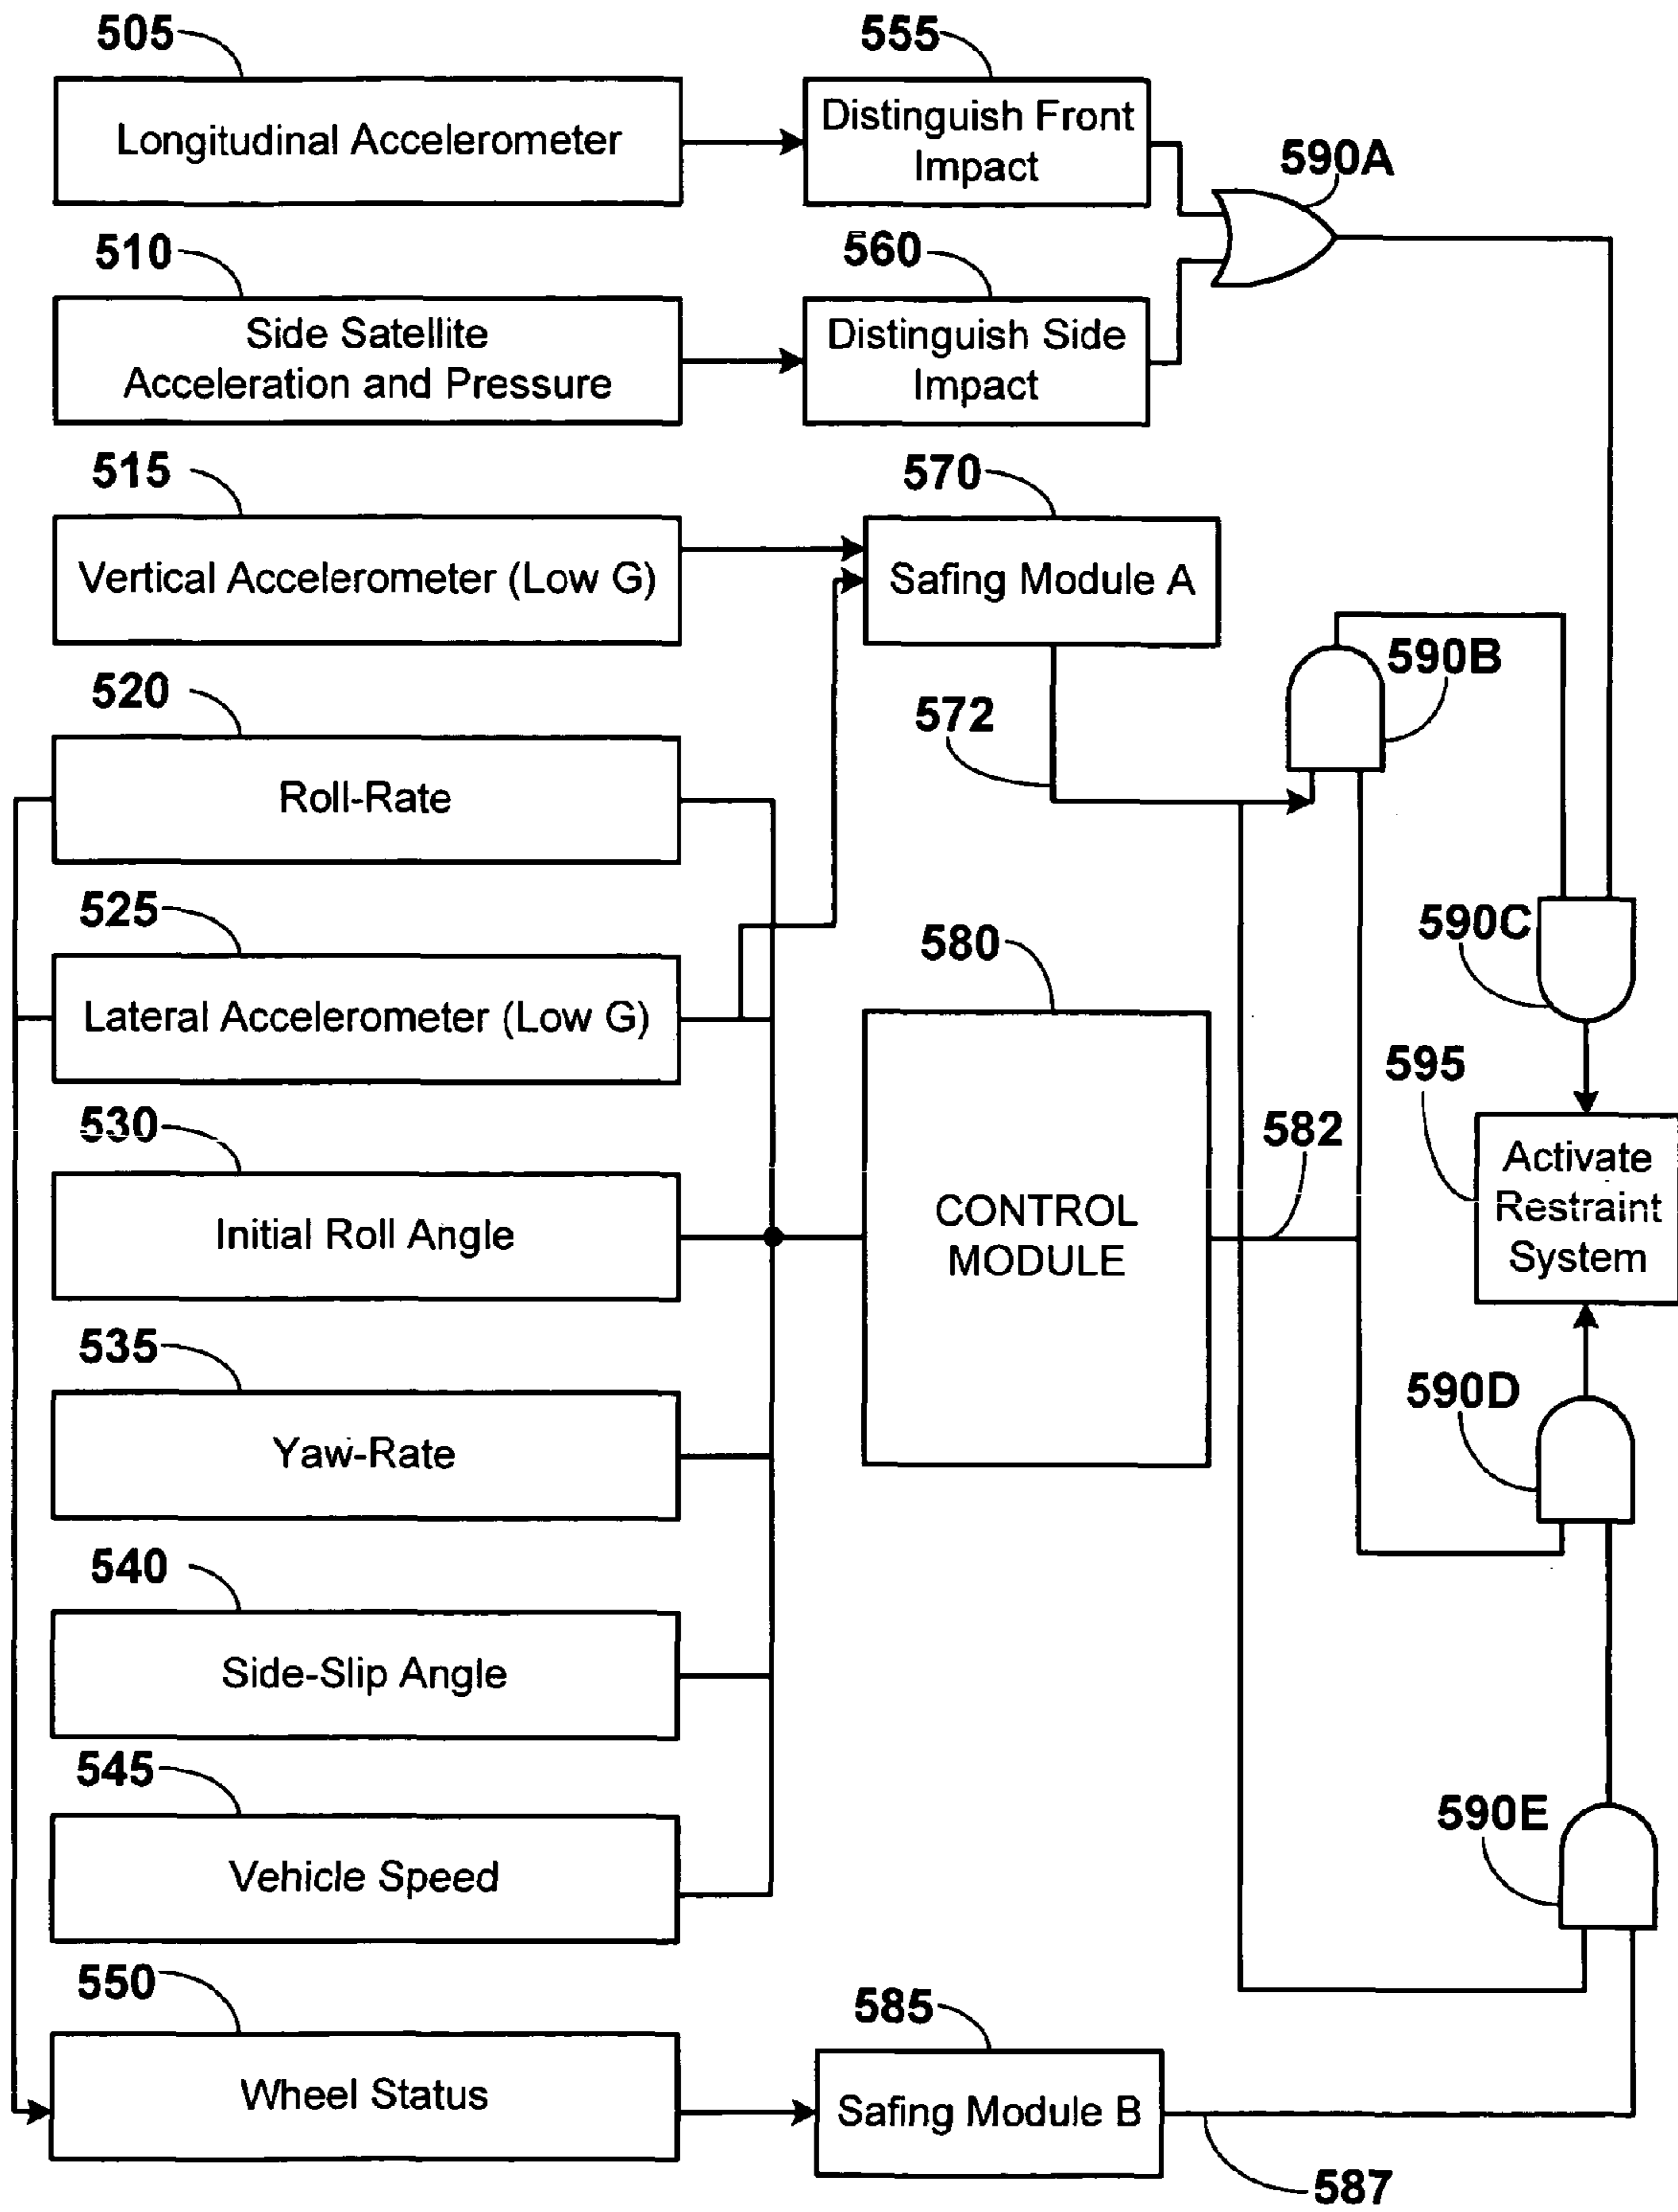 505
555
Longitudinal Accelerometer
Distinguish Front
Impact
590A
510
560
Side Satellite
Acceleration and Pressure
Distinguish Side
Impact
515
570
Vertical Accelerometer (Low G)
Safing Module A
590B
520
572
Roll-Rate
525
590C
580
Lateral Accelerometer (Low G)
595
530
582
Activate
Restraint
System
Initial Roll Angle
CONTROL
MODULE
535
590D
Yaw-Rate
540
Side-Slip Angle
545
590E
Vehicle Speed
550
585
Wheel Status
Safing Module B
587